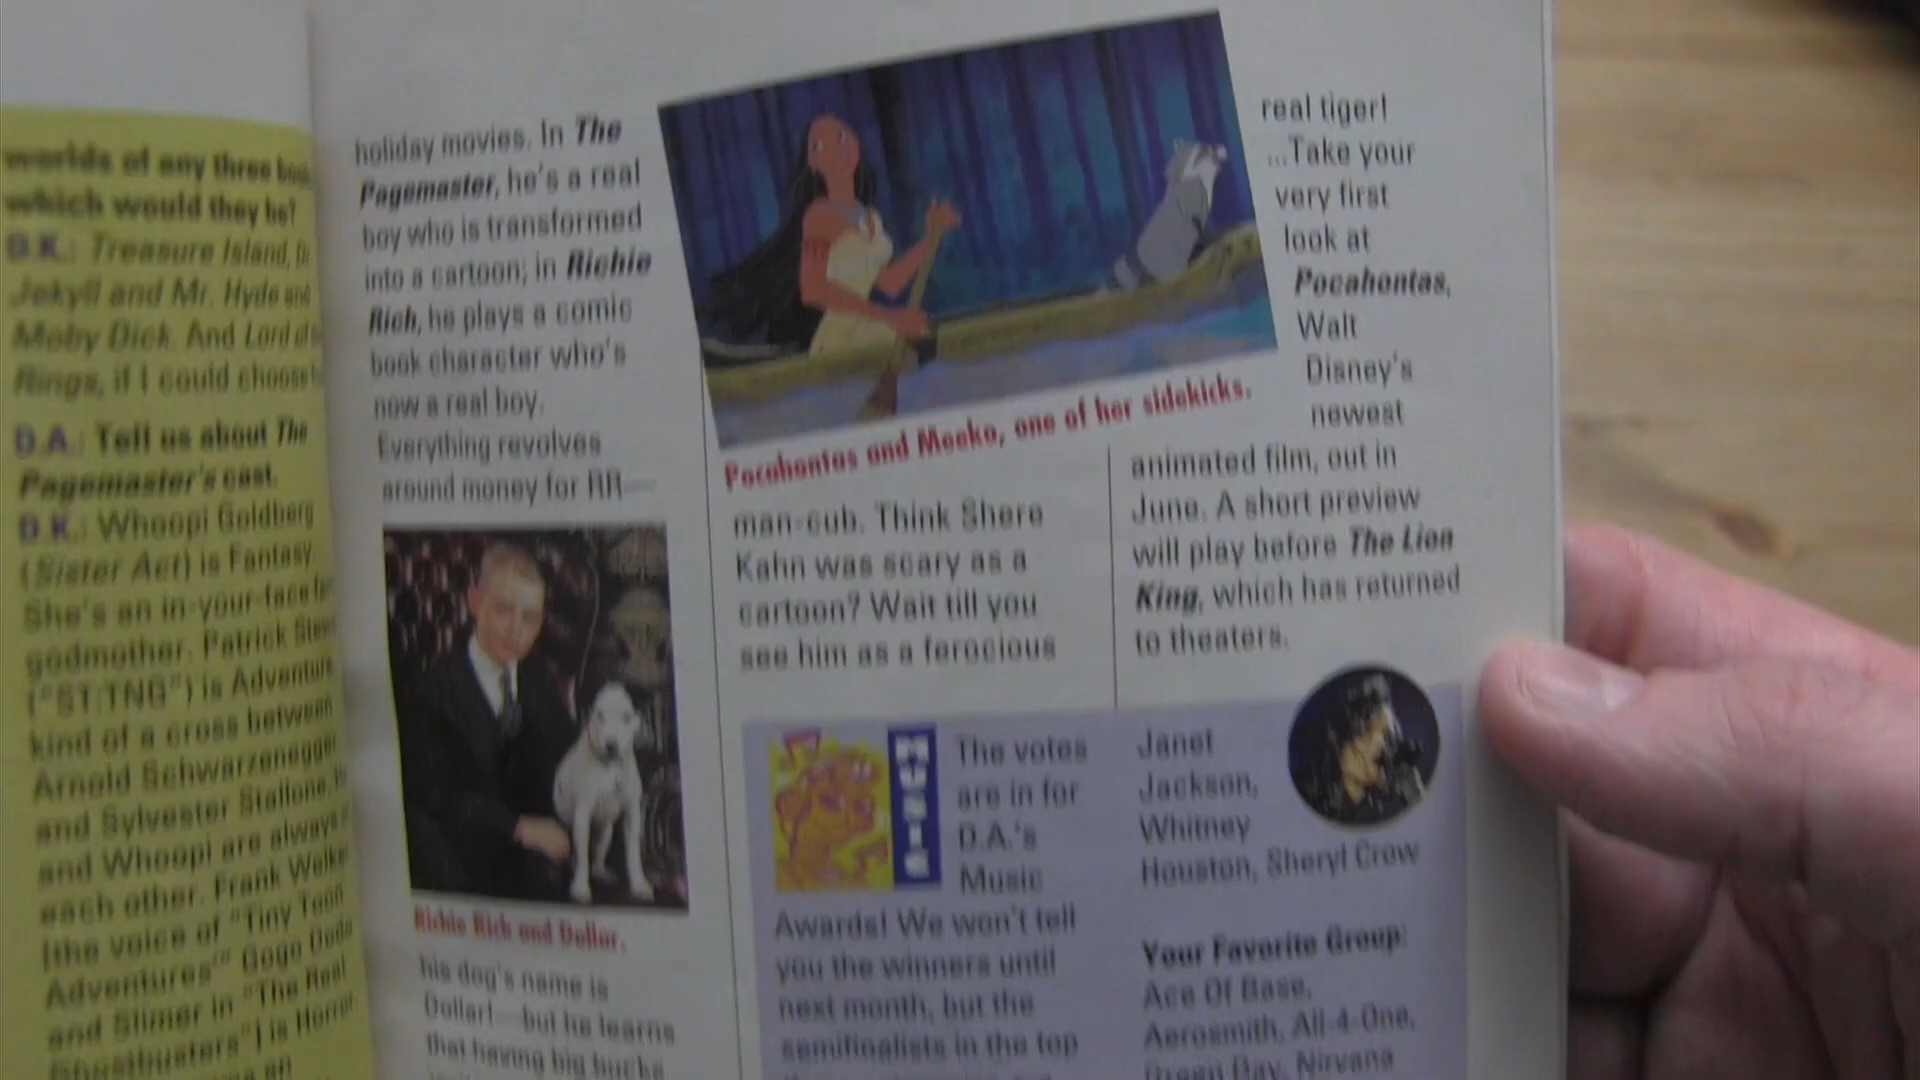 worlds of any three
which would they be?
D.K.: Treasure Island,
Jekyll and Mr. Hyde and
Moby Dick. And Lord of
Rings, if I could choose
D.A.: Tell us about The
Pagemaster's cast.
D.K.: Whoopi Goldberg
(Sister Act) is Fantasy.
She's an in-your-face
godmother. Patrick
("ST:TNG") is Adventure
kind of a cross between
Arnold Schwarzenegger
and Sylvester Stallone.
and Whoopi are always
each other. Frank Welker
[the voice of "Tiny Toon
Adventures'" Gogo Dodo
and Slimer in "The Real
Ghostbusters"] is Horror.
holiday movies. In The
Pagemaster, he's a real
boy who is transformed
into a cartoon; in Richie
Rich, he plays a comic
book character who's
now a real boy.
Everything revolves
around money for RR—
Richie Rich and Dollar.
his dog's name is
Dollar!—but he learns
that having big bucks
Pocahontas and Meeko, one of her sidekicks.
man-cub. Think Shere
Kahn was scary as a
cartoon? Wait till you
see him as a ferocious
real tiger!
...Take your
very first
look at
Pocahontas,
Walt
Disney's
newest
animated film, out in
June. A short preview
will play before The Lion
King, which has returned
to theaters.
MUSIC
The votes
are in for
D.A.'s
Music
Awards! We won't tell
you the winners until
next month, but the
semifinalists in the top
Janet
Jackson,
Whitney
Houston, Sheryl Crow
Your Favorite Group:
Ace Of Base,
Aerosmith, All-4-One,
Green Day, Nirvana